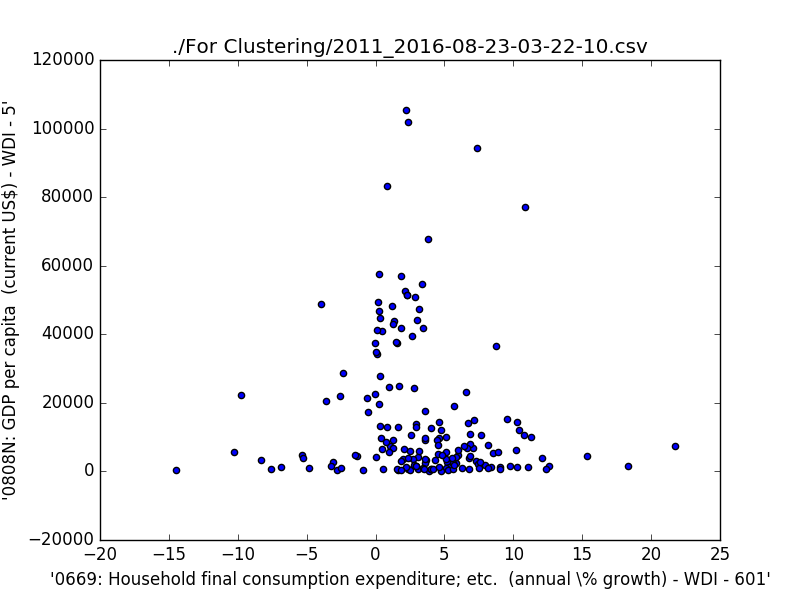 ./For Clustering/2011_2016-08-23-03-22-10.csv
120000
100000
80000
60000
40000
20000
0
−20000
'0808N: GDP per capita  (current US$) - WDI - 5'
−20 −15 −10 −5 0 5 10 15 20 25
'0669: Household final consumption expenditure; etc.  (annual \% growth) - WDI - 601'